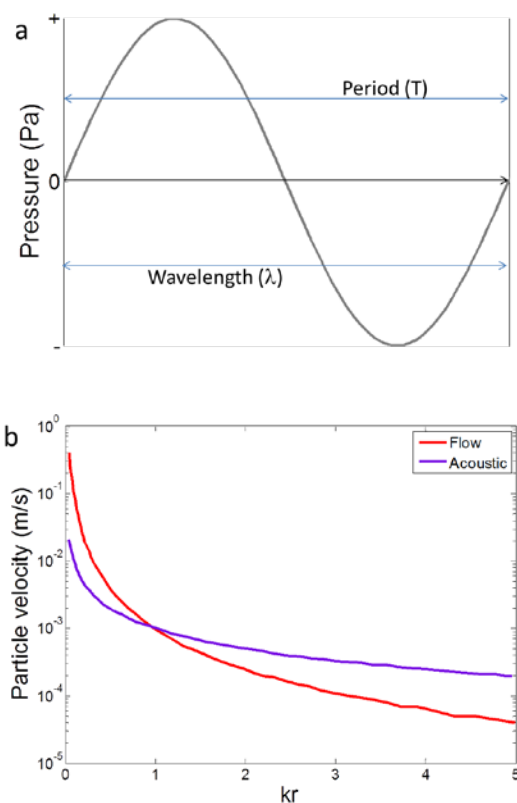 a
+
Period (T)
Pressure (Pa)
0
Wavelength (λ)
-
b
10^0
Flow
Acoustic
10^-1
Particle velocity (m/s)
10^-2
10^-3
10^-4
10^-5
0 1 2 3 4 5
kr